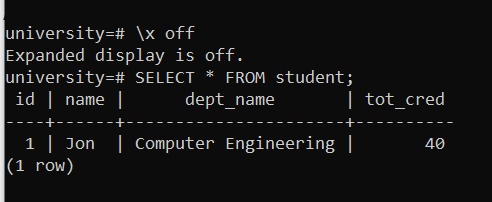 university=# \x off
Expanded display is off.
university=# SELECT * FROM student;
 id | name |      dept_name       | tot_cred
----+------+----------------------+----------
  1 | Jon  | Computer Engineering |       40
(1 row)